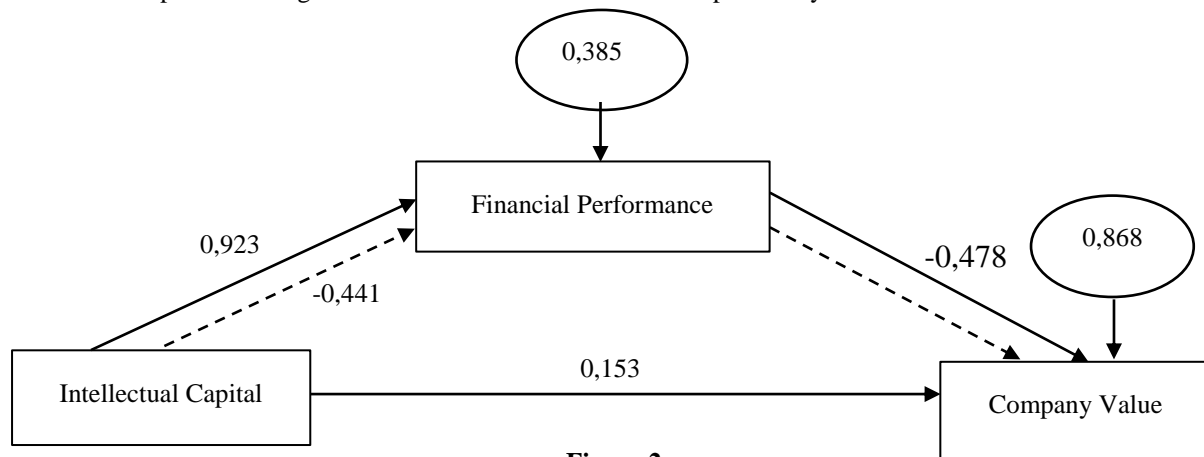 0,385
Financial Performance
0,868
0,923
-0,478
-0,441
0,153
Intellectual Capital
Company Value